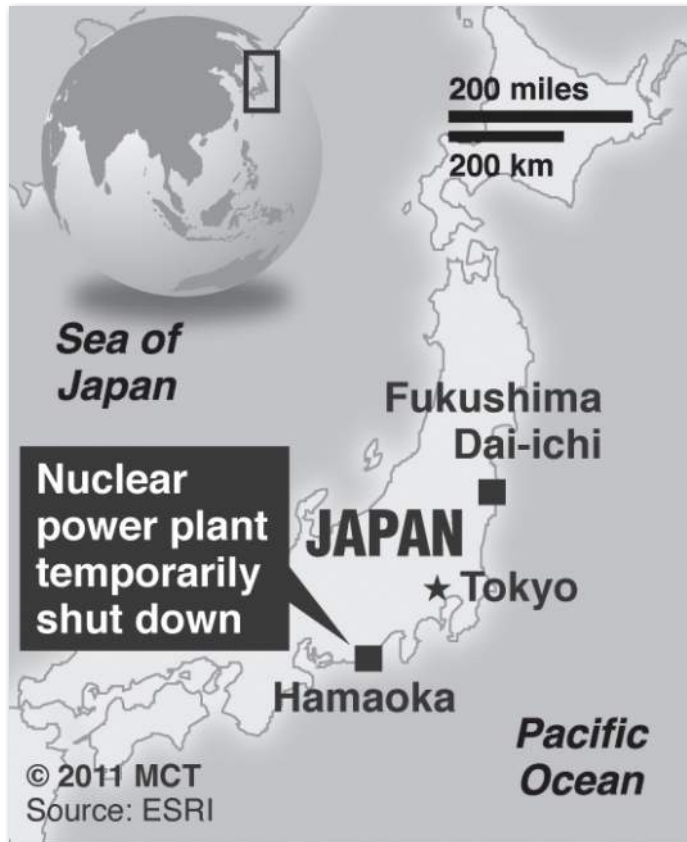 200 miles
200 km
Sea of
Japan
Fukushima
Dai-ichi
Nuclear
power plant
temporarily
shut down
JAPAN
Tokyo
Hamaoka
Pacific
Ocean
© 2011 MCT
Source: ESRI